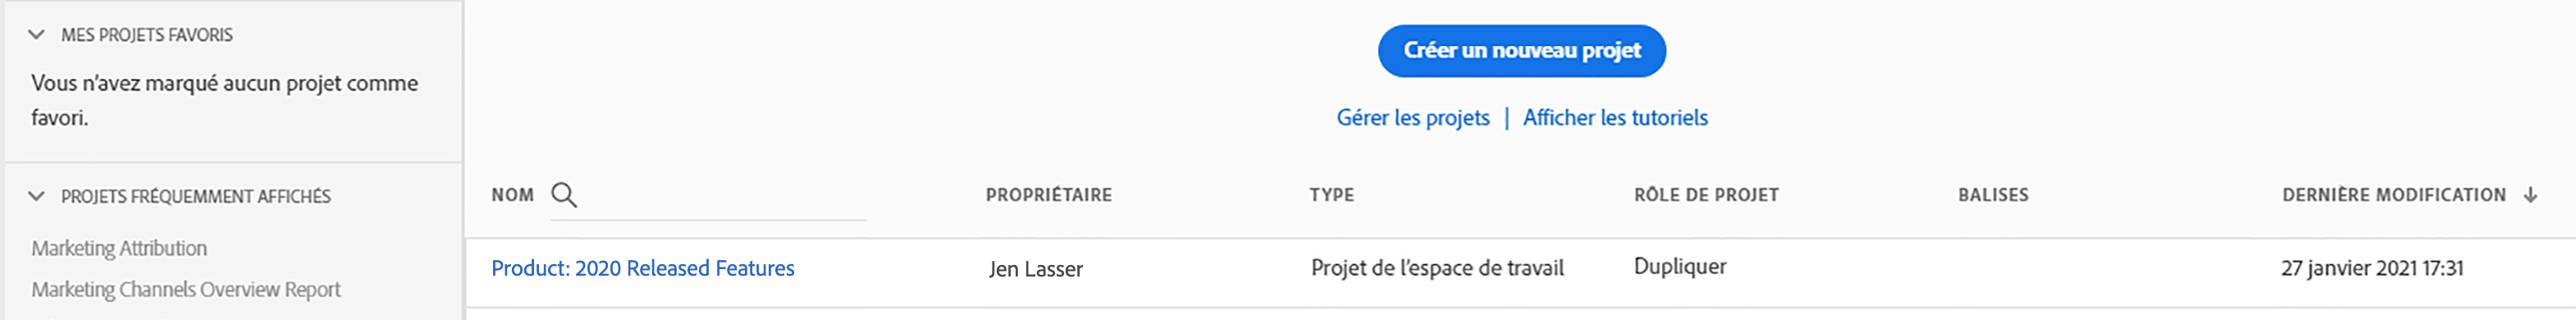 MES PROJETS FAVORIS
Vous n'avez marqué aucun projet comme
favori.
PROJETS FRÉQUEMMENT AFFICHÉS
Marketing Attribution
Marketing Channels Overview Report
Créer un nouveau projet
Gérer les projets | Afficher les tutoriels
NOM PROPRIÉTAIRE TYPE RÔLE DE PROJET BALISES DERNIÈRE MODIFICATION ↓
Product: 2020 Released Features Jen Lasser Projet de l'espace de travail Dupliquer 27 janvier 2021 17:31